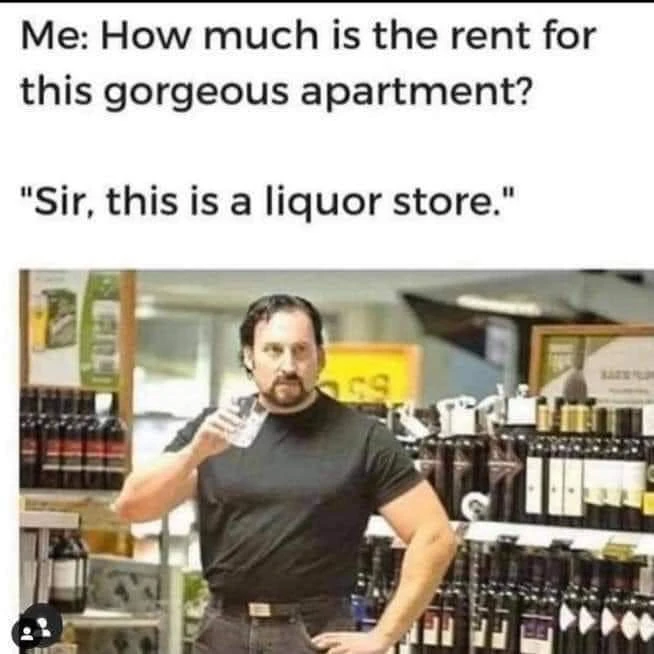 Me: How much is the rent for
this gorgeous apartment?
"Sir, this is a liquor store."